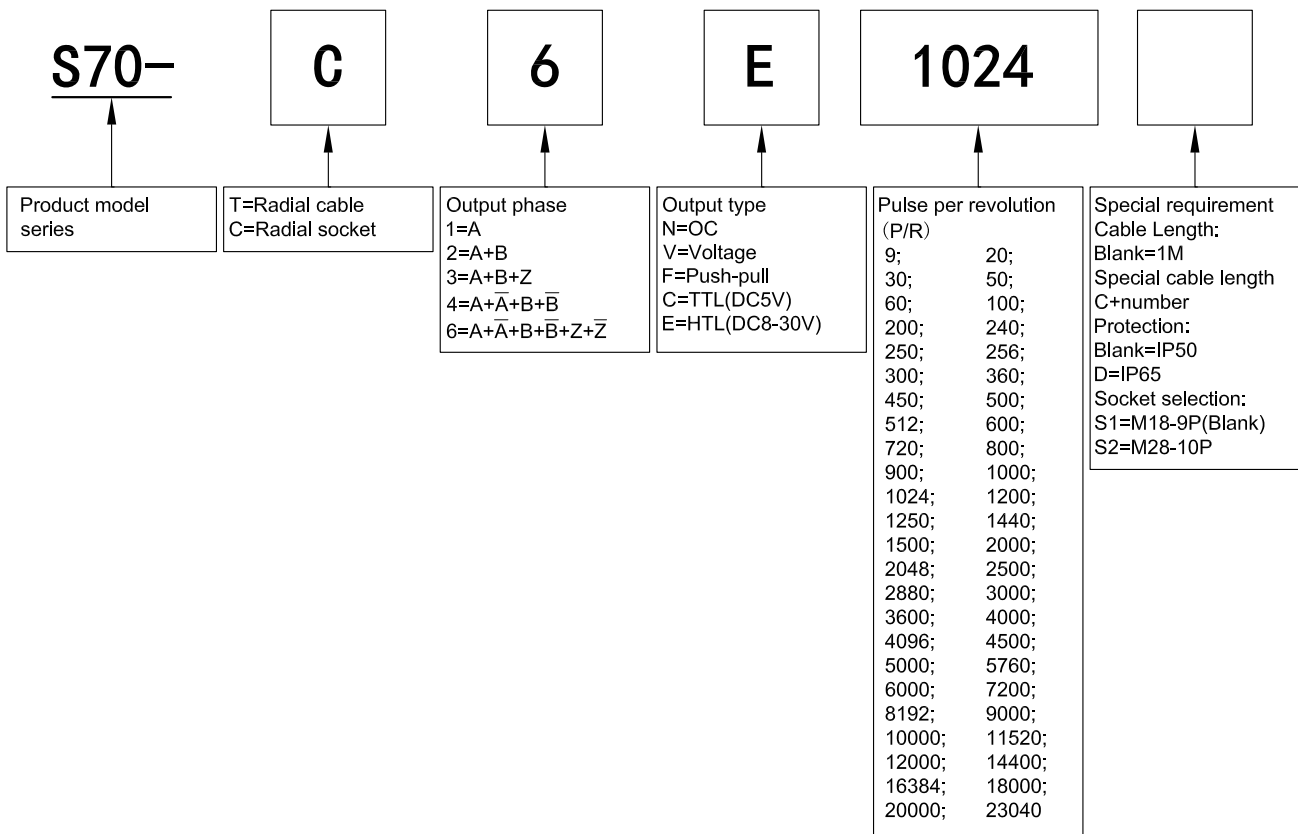 S70-
C
6
E
1024
Product model
series
T=Radial cable
C=Radial socket
Output phase
1=A
2=A+B
3=A+B+Z
4=A+A̅+B+B̅
6=A+A̅+B+B̅+Z+Z̅
Output type
N=OC
V=Voltage
F=Push-pull
C=TTL(DC5V)
E=HTL(DC8-30V)
Pulse per revolution
(P/R)
9; 20;
30; 50;
60; 100;
200; 240;
250; 256;
300; 360;
450; 500;
512; 600;
720; 800;
900; 1000;
1024; 1200;
1250; 1440;
1500; 2000;
2048; 2500;
2880; 3000;
3600; 4000;
4096; 4500;
5000; 5760;
6000; 7200;
8192; 9000;
10000; 11520;
12000; 14400;
16384; 18000;
20000; 23040
Special requirement
Cable Length:
Blank=1M
Special cable length
C+number
Protection:
Blank=IP50
D=IP65
Socket selection:
S1=M18-9P(Blank)
S2=M28-10P